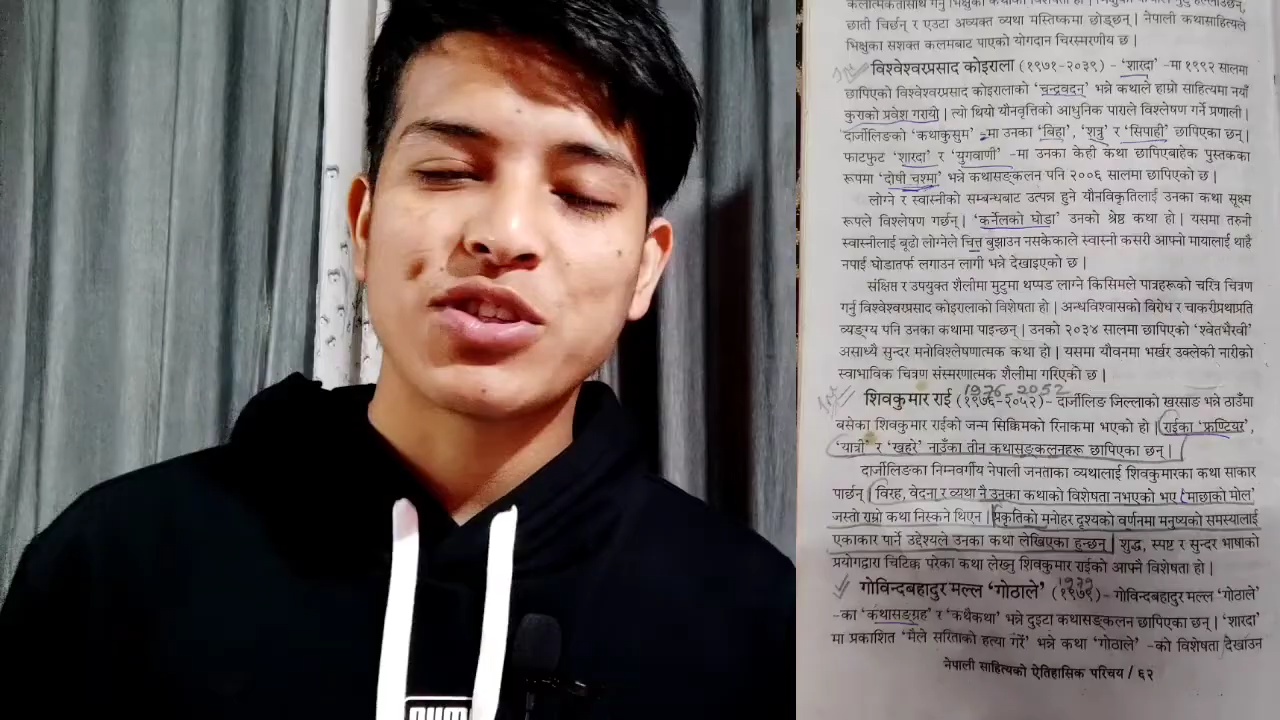 कलात्मकतासाथ गर्नु भिक्षुका कथाको विशेषता हो
छाती चिर्छन् र एउटा अव्यक्त व्यथा मस्तिष्कमा छोड्छन् | नेपाली कथासाहित्यले
भिक्षुका सशक्त कलमबाट पाएको योगदान चिरस्मरणीय छ |
विश्वेश्वरप्रसाद कोइराला (१९७१-२०३९) - 'शारदा' -मा १९९२ सालमा
छापिएको विश्वेश्वरप्रसाद कोइरालाको 'चन्द्रवदन' भन्ने कथाले हाम्रो साहित्यमा नयाँ
कुराको प्रवेश गरायो | त्यो थियो यौनवृत्तिको आधुनिक पाराले विश्लेषण गर्ने प्रणाली |
दार्जीलिङको 'कथाकुसुम' -मा उनका 'बिहा', 'शत्रु' र 'सिपाही' छापिएका छन् |
फाटफुट 'शारदा' र 'युगवाणी' -मा उनका केही कथा छापिएबाहेक पुस्तकका
रूपमा 'दोषी चश्मा' भन्ने कथासङ्कलन पनि २००६ सालमा छापिएको छ |
लोग्ने र स्वास्नीको सम्बन्धबाट उत्पन्न हुने यौनविकृतिलाई उनका कथा सूक्ष्म
रूपले विश्लेषण गर्छन् | 'कर्नेलको घोडा' उनको श्रेष्ठ कथा हो | यसमा तरुनी
स्वास्नीलाई बूढो लोग्नेले चित्त बुझाउन नसकेकाले स्वास्नी कसरी आफ्नो मायालाई थाहै
नपाई घोडातर्फ लगाउन लागी भन्ने देखाइएको छ |
संक्षिप्त र उपयुक्त शैलीमा मुटुमा थप्पड लाग्ने किसिमले पात्रहरूको चरित्र चित्रण
गर्नु विश्वेश्वरप्रसाद कोइरालाको विशेषता हो | अन्धविश्वासको विरोध र चाकरीप्रथाप्रति
व्यङ्ग्य पनि उनका कथामा पाइन्छन् | उनको २०३४ सालमा छापिएको 'श्वेतभैरवी'
असाध्यै सुन्दर मनोविश्लेषणात्मक कथा हो | यसमा यौवनमा भर्खर उक्लेकी नारीको
स्वाभाविक चित्रण संस्मरणात्मक शैलीमा गरिएको छ |
1976-2052
शिवकुमार राई (१९७६-२०५२)- दार्जीलिङ जिल्लाको खरसाङ भन्ने ठाउँमा
बसेका शिवकुमार राईको जन्म सिक्किमको रिनाकमा भएको हो | राईका 'फ्रण्टियर',
'यात्री' र 'खहरे' नाउँका तीन कथासङ्कलनहरू छापिएका छन् |
दार्जीलिङका निम्नवर्गीय नेपाली जनताका व्यथालाई शिवकुमारका कथा साकार
पार्छन् | विरह, वेदना र व्यथा नै उनका कथाको विशेषता नभएको भए 'माछाको मोल'
जस्तो राम्रो कथा निस्कने थिएन | प्रकृतिको मनोहर दृश्यको वर्णनमा मनुष्यको समस्यालाई
एकाकार पार्ने उद्देश्यले उनका कथा लेखिएका हुन्छन् | शुद्ध, स्पष्ट र सुन्दर भाषाको
प्रयोगद्वारा चिटिक्क परेका कथा लेख्नु शिवकुमार राईको आफ्नै विशेषता हो |
1979
गोविन्दबहादुर मल्ल 'गोठाले' (१९७९)- गोविन्दबहादुर मल्ल 'गोठाले'
-का 'कथासङ्ग्रह' र 'कथैकथा' भन्ने दुइटा कथासङ्कलन छापिएका छन् | 'शारदा'
मा प्रकाशित 'मैले सरिताको हत्या गरेँ' भन्ने कथा 'गोठाले' -को विशेषता देखाउन
नेपाली साहित्यको ऐतिहासिक परिचय / ६२